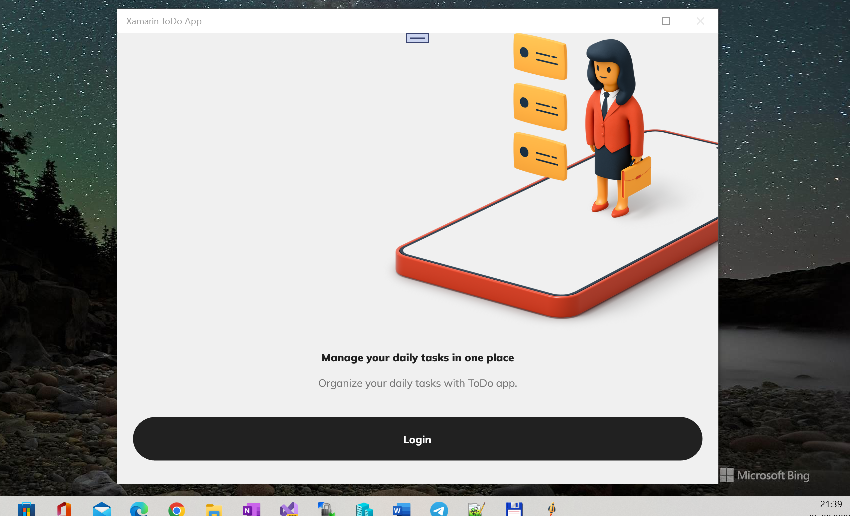 Xamarin ToDo App
Manage your daily tasks in one place
Organize your daily tasks with ToDo app.
Login
Microsoft Bing
21:39